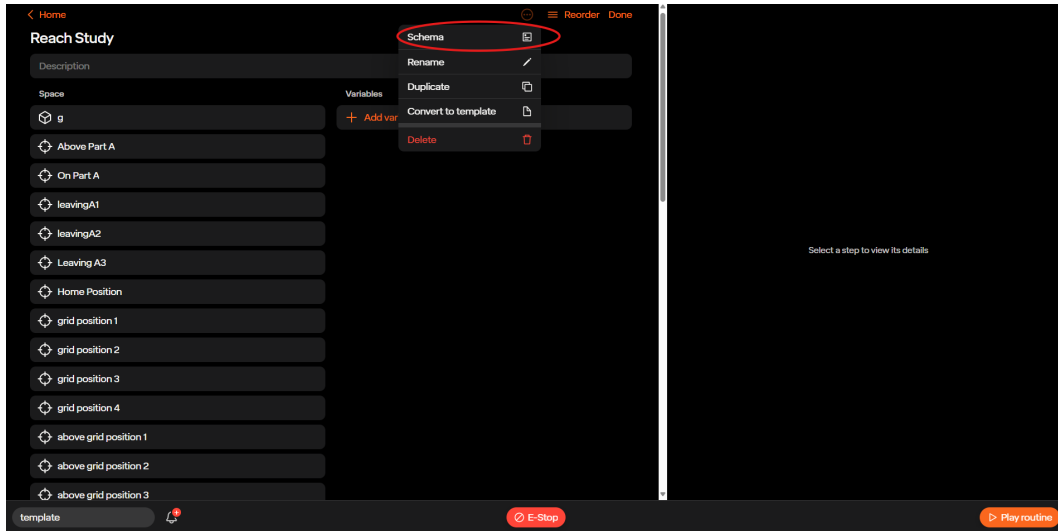 Home
Reorder Done
Reach Study
Description
Space
Variables
g
Add var
Above Part A
On Part A
leavingA1
leavingA2
Leaving A3
Home Position
grid position 1
grid position 2
grid position 3
grid position 4
above grid position 1
above grid position 2
above grid position 3
Schema
Rename
Duplicate
Convert to template
Delete
Select a step to view its details
template
E-Stop
Play routine